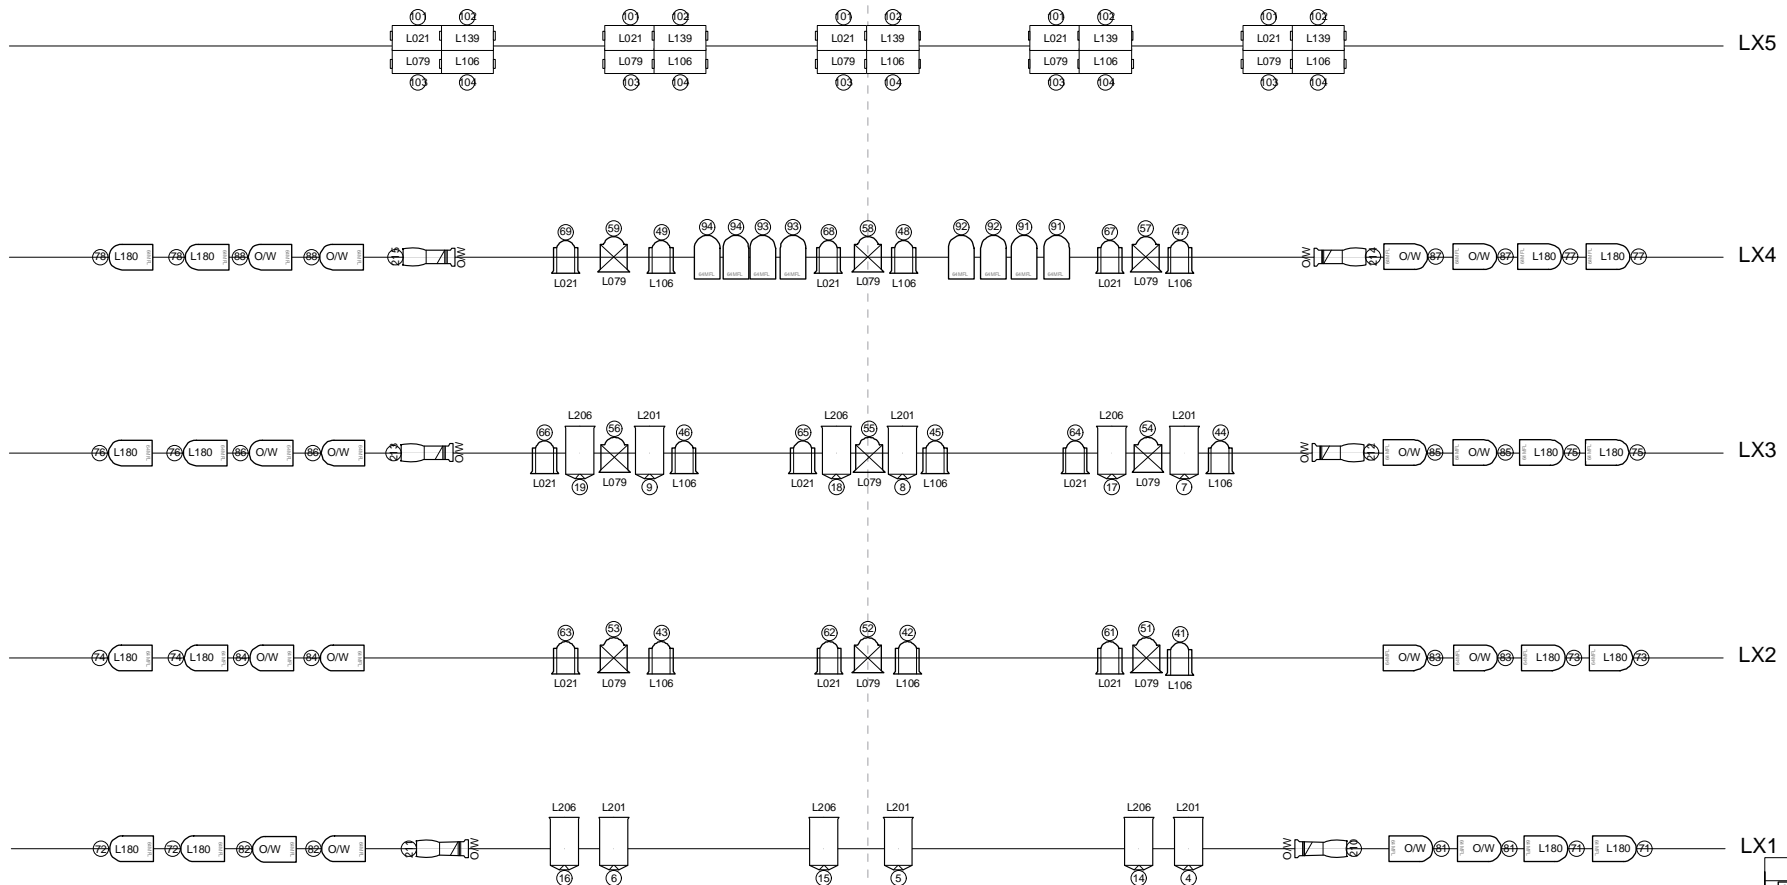 101 102 101 102 101 102 101 102 101 102
L021 L139 L021 L139 L021 L139 L021 L139 L021 L139 LX5
L079 L106 L079 L106 L079 L106 L079 L106 L079 L106
103 104 103 104 103 104 103 104 103 104
69 59 49 94 94 93 93 68 58 48 92 92 91 91 67 57 47
78 L180 78 L180 88 O/W 88 O/W 215 O/W O/W 214 O/W 87 O/W 87 L180 77 L180 77 LX4
L021 L079 L106 L021 L079 L106 L021 L079 L106
L206 L201 L206 L201 L206 L201
66 56 46 65 55 45 64 54 44
76 L180 76 L180 86 O/W 86 O/W 213 O/W O/W 212 O/W 85 O/W 85 L180 75 L180 75 LX3
L021 L079 L106 L021 L079 L106 L021 L079 L106
19 9 18 8 17 7
63 53 43 62 52 42 61 51 41
74 L180 74 L180 84 O/W 84 O/W O/W 83 O/W 83 L180 73 L180 73 LX2
L021 L079 L106 L021 L079 L106 L021 L079 L106
L206 L201 L206 L201 L206 L201
72 L180 72 L180 82 O/W 82 O/W 211 O/W O/W 210 O/W 81 O/W 81 L180 71 L180 71 LX1
16 6 15 5 14 4